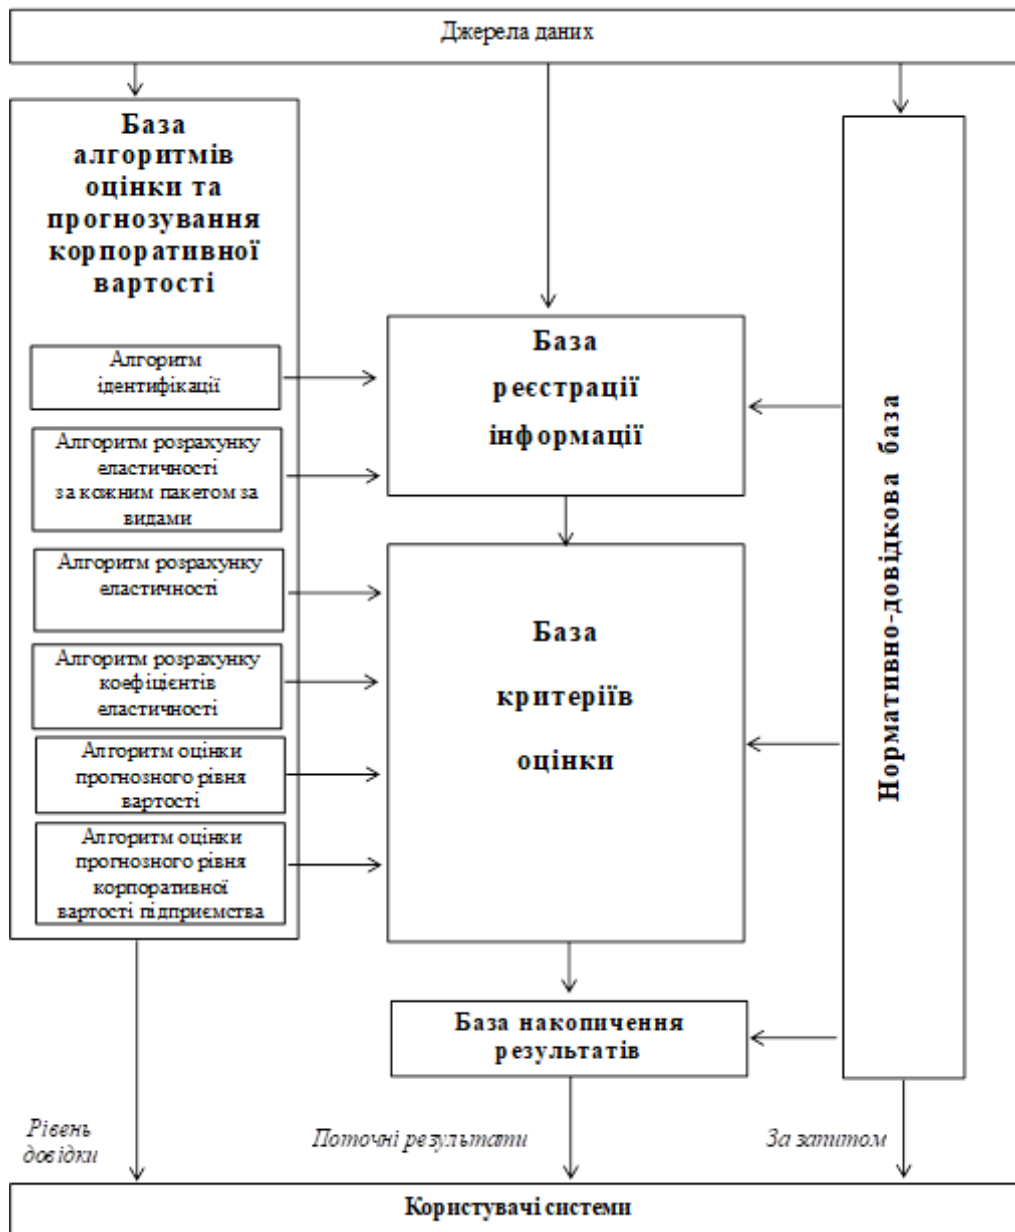 Джерела даних
База
алгоритмів
оцінки та
прогнозування
корпоративної
вартості
Алгоритм
ідентифікації
Алгоритм розрахунку
еластичності
за кожним пакетом за
видами
Алгоритм розрахунку
еластичності
Алгоритм розрахунку
коефіцієнтів
еластичності
Алгоритм оцінки
прогнозного рівня
вартості
Алгоритм оцінки
прогнозного рівня
корпоративної
вартості підприємства
База
реєстрації
інформації
База
критеріїв
оцінки
База накопичення
результатів
Нормативно-довідкова база
Рівень
довідки
Поточні результати
За запитом
Користувачі системи